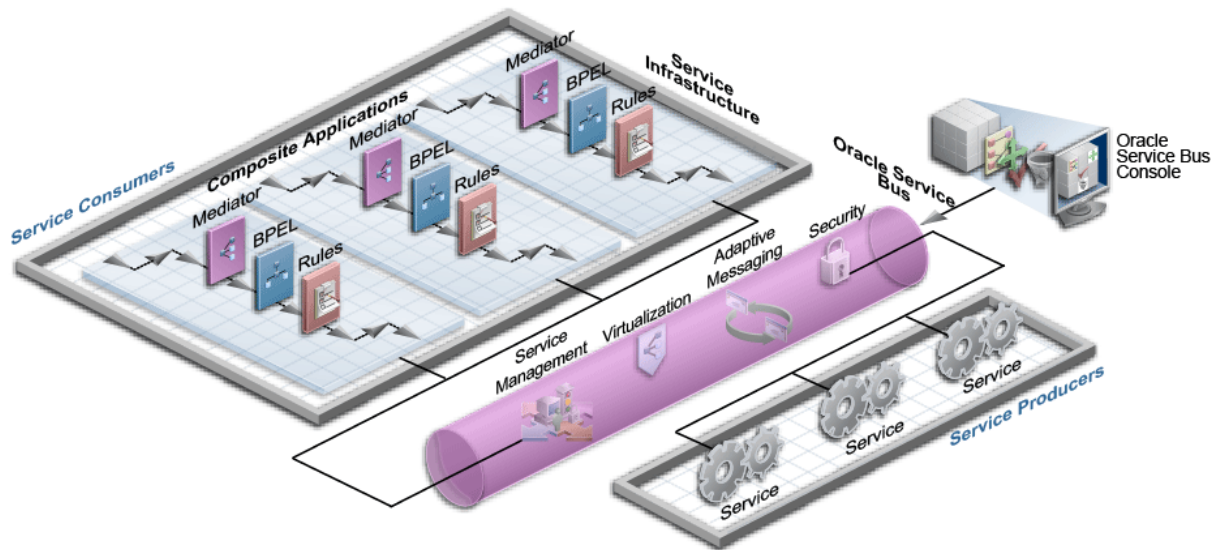 Service Consumers
Composite Applications
Service
Infrastructure
Mediator
BPEL
Rules
Mediator
BPEL
Rules
Mediator
BPEL
Rules
Oracle Service
Bus
Oracle
Service Bus
Console
Service
Management
Virtualization
Adaptive
Messaging
Security
Service
Service
Service
Service Producers